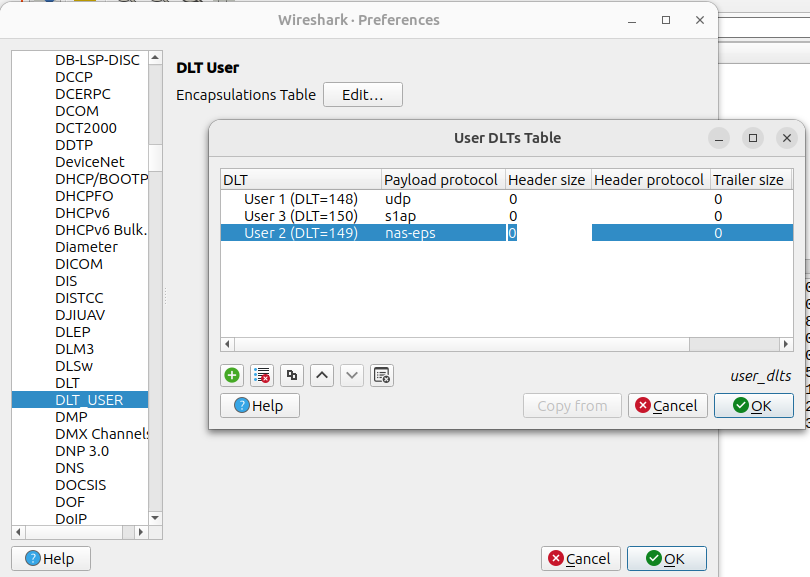 Wireshark · Preferences
DB-LSP-DISC
DCCP
DCERPC
DCOM
DCT2000
DDTP
DeviceNet
DHCP/BOOTP
DHCPFO
DHCPv6
DHCPv6 Bulk.
Diameter
DICOM
DIS
DISTCC
DJIUAV
DLEP
DLM3
DLSw
DLT
DLT_USER
DMP
DMX Channels
DNP 3.0
DNS
DOCSIS
DOF
DoIP
DLT User
Encapsulations Table Edit...
User DLTs Table
DLT Payload protocol Header size Header protocol Trailer size
User 1 (DLT=148) udp 0 0
User 3 (DLT=150) s1ap 0 0
User 2 (DLT=149) nas-eps 0 0
user_dlts
Help Copy from Cancel OK
Help Cancel OK